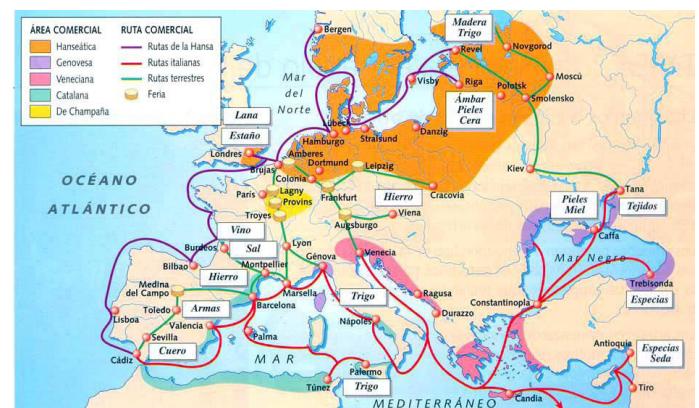 ÁREA COMERCIAL
Hanseática
Genovesa
Veneciana
Catalana
De Champaña
RUTA COMERCIAL
Rutas de la Hansa
Rutas italianas
Rutas terrestres
Feria
Bergen
Madera
Trigo
Revel
Novgorod
Moscú
Mar
del
Norte
Visby
Riga
Polotsk
Smolensko
Ámbar
Pieles
Cera
Lana
Estaño
Lübeck
Hamburgo
Stralsund
Danzig
Londres
Amberes
Dortmund
Leipzig
Brujas
Colonia
Kiev
OCÉANO
ATLÁNTICO
París
Lagny
Provins
Frankfurt
Hierro
Cracovia
Tana
Troyes
Viena
Augsburgo
Pieles
Miel
Tejidos
Vino
Sal
Burdeos
Lyon
Caffa
Bilbao
Hierro
Montpellier
Génova
Venecia
Mar Negro
Medina
del Campo
Marsella
Trebisonda
Toledo
Armas
Barcelona
Trigo
Ragusa
Constantinopla
Especias
Lisboa
Valencia
Nápoles
Durazzo
Sevilla
Cuero
Palma
Antioquia
Especias
Seda
Cádiz
MAR
Palermo
Túnez
Trigo
Candia
Tiro
MEDITERRÁNEO